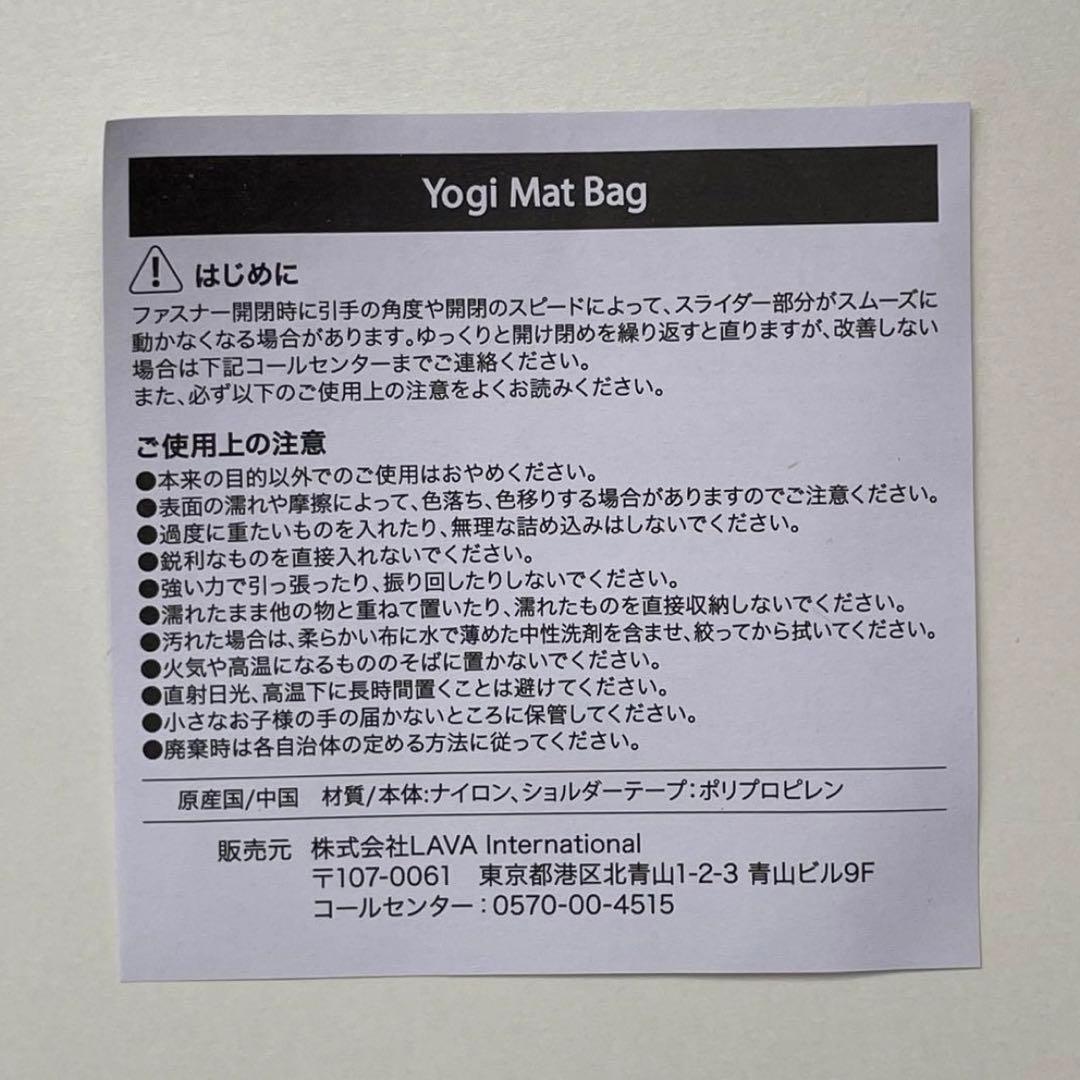 Yogi Mat Bag
はじめに
ファスナー開閉時に引手の角度や開閉のスピードによって、スライダー部分がスムーズに
動かなくなる場合があります。ゆっくりと開け閉めを繰り返すと直りますが、改善しない
場合は下記コールセンターまでご連絡ください。
また、必ず以下のご使用上の注意をよくお読みください。
ご使用上の注意
●本来の目的以外でのご使用はおやめください。
●表面の濡れや摩擦によって、色落ち、色移りする場合がありますのでご注意ください。
●過度に重たいものを入れたり、無理な詰め込みはしないでください。
●鋭利なものを直接入れないでください。
●強い力で引っ張ったり、振り回したりしないでください。
●濡れたまま他の物と重ねて置いたり、濡れたものを直接収納しないでください。
●汚れた場合は、柔らかい布に水で薄めた中性洗剤を含ませ、絞ってから拭いてください。
●火気や高温になるもののそばに置かないでください。
●直射日光、高温下に長時間置くことは避けてください。
●小さなお子様の手の届かないところに保管してください。
●廃棄時は各自治体の定める方法に従ってください。
原産国/中国 材質/本体:ナイロン、ショルダーテープ:ポリプロピレン
販売元 株式会社LAVA International
〒107-0061 東京都港区北青山1-2-3 青山ビル9F
コールセンター:0570-00-4515